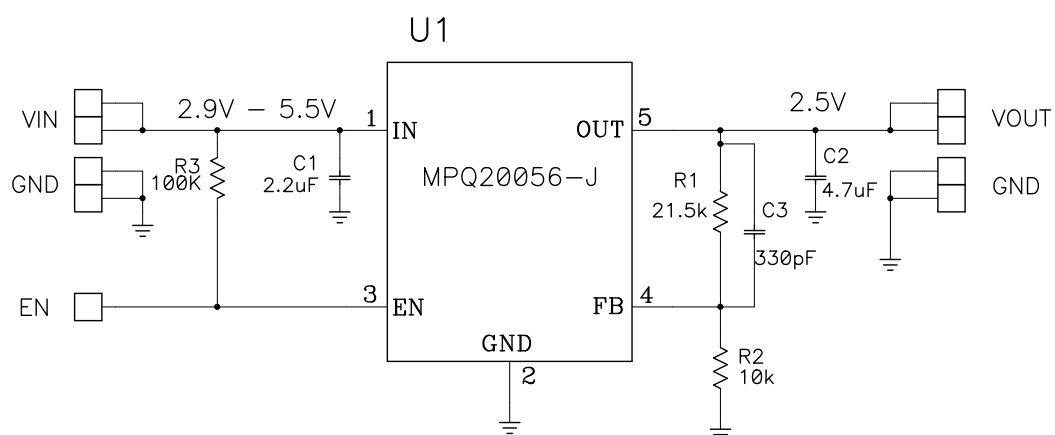 U1
VIN
2.9V – 5.5V
1
IN
OUT
5
2.5V
VOUT
GND
R3
100K
C1
2.2uF
MPQ20056-J
R1
21.5k
C3
330pF
C2
4.7uF
GND
EN
3
EN
FB
4
GND
2
R2
10k